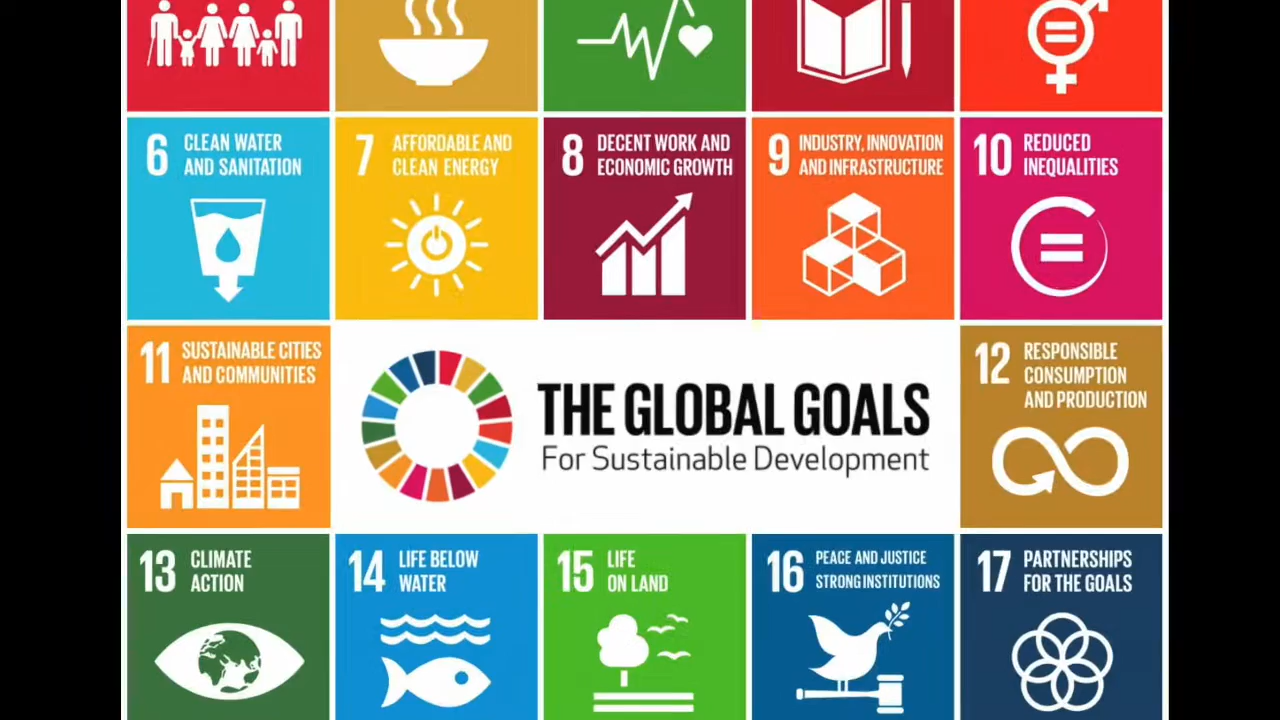 6 CLEAN WATER
AND SANITATION
7 AFFORDABLE AND
CLEAN ENERGY
8 DECENT WORK AND
ECONOMIC GROWTH
9 INDUSTRY, INNOVATION
AND INFRASTRUCTURE
10 REDUCED
INEQUALITIES
11 SUSTAINABLE CITIES
AND COMMUNITIES
THE GLOBAL GOALS
For Sustainable Development
12 RESPONSIBLE
CONSUMPTION
AND PRODUCTION
13 CLIMATE
ACTION
14 LIFE BELOW
WATER
15 LIFE
ON LAND
16 PEACE AND JUSTICE
STRONG INSTITUTIONS
17 PARTNERSHIPS
FOR THE GOALS